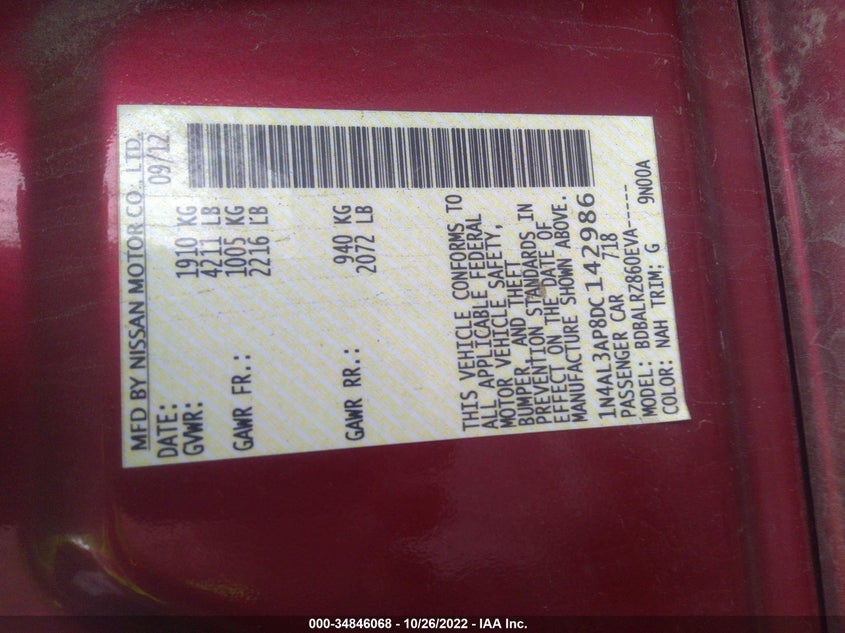 MFD BY NISSAN MOTOR CO., LTD.
DATE: 09/12
GVWR: 1910 KG
4211 LB
GAWR FR.: 1005 KG
2216 LB
GAWR RR.: 940 KG
2072 LB
THIS VEHICLE CONFORMS TO
ALL APPLICABLE FEDERAL
MOTOR VEHICLE SAFETY,
BUMPER, AND THEFT
PREVENTION STANDARDS IN
EFFECT ON THE DATE OF
MANUFACTURE SHOWN ABOVE.
1N4AL3AP8DC142986
PASSENGER CAR 718
MODEL: BDBALRZ860EVA-----
COLOR: NAH TRIM: G 9N00A
000-34846068 - 10/26/2022 - IAA Inc.